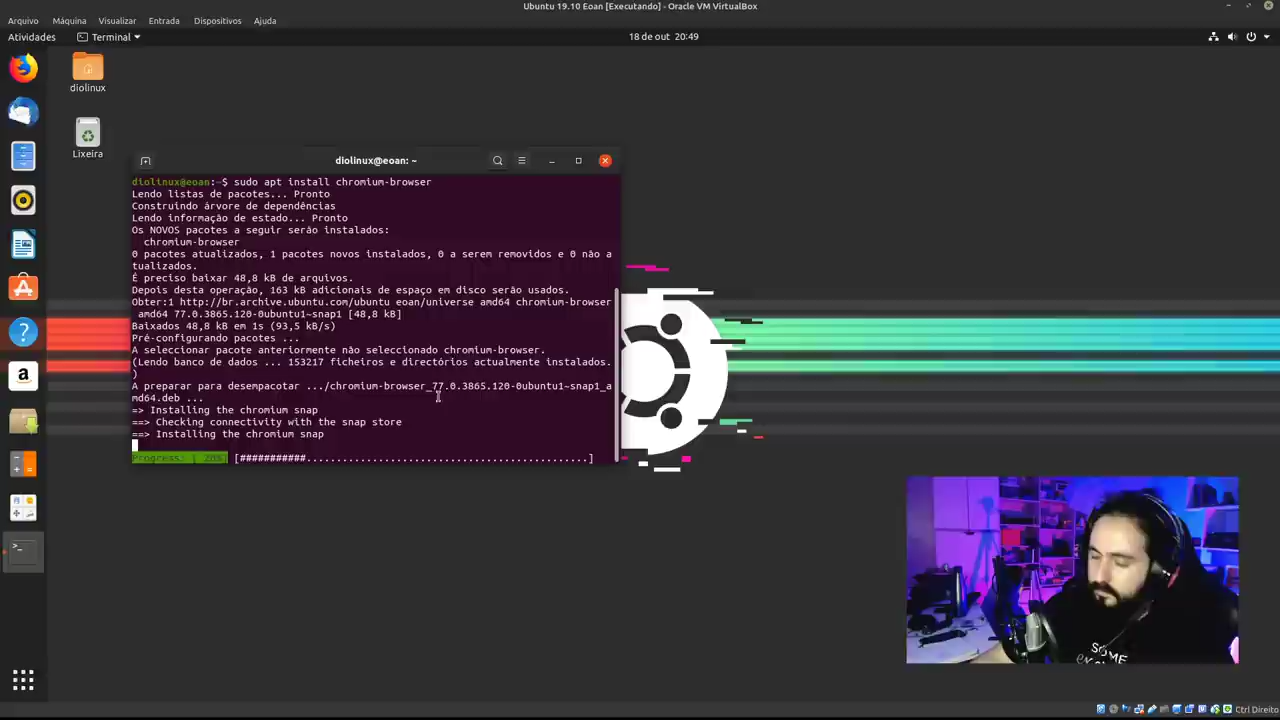 Ubuntu 19.10 Eoan [Executando] - Oracle VM VirtualBox
Arquivo Máquina Visualizar Entrada Dispositivos Ajuda
Atividades Terminal 18 de out 20:49
diolinux
Lixeira
diolinux@eoan: ~
diolinux@eoan:~$ sudo apt install chromium-browser
Lendo listas de pacotes... Pronto
Construindo árvore de dependências
Lendo informação de estado... Pronto
Os NOVOS pacotes a seguir serão instalados:
chromium-browser
0 pacotes atualizados, 1 pacotes novos instalados, 0 a serem removidos e 0 não a
tualizados.
É preciso baixar 48,8 kB de arquivos.
Depois desta operação, 163 kB adicionais de espaço em disco serão usados.
Obter:1 http://br.archive.ubuntu.com/ubuntu eoan/universe amd64 chromium-browser
amd64 77.0.3865.120-0ubuntu1~snap1 [48,8 kB]
Baixados 48,8 kB em 1s (93,5 kB/s)
Pré-configurando pacotes ...
A seleccionar pacote anteriormente não seleccionado chromium-browser.
(Lendo banco de dados ... 153217 ficheiros e directórios actualmente instalados.
)
A preparar para desempacotar .../chromium-browser_77.0.3865.120-0ubuntu1~snap1_a
md64.deb ...
=> Installing the chromium snap
==> Checking connectivity with the snap store
==> Installing the chromium snap
Progress: [ 20%] [###########...............................................]
SOME
Ctrl Direito